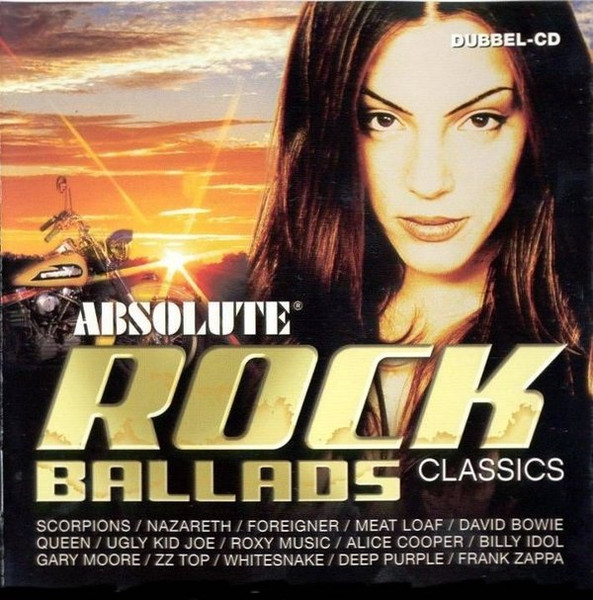 DUBBEL-CD
ABSOLUTE®
ROCK
BALLADS CLASSICS
SCORPIONS / NAZARETH / FOREIGNER / MEAT LOAF / DAVID BOWIE
QUEEN / UGLY KID JOE / ROXY MUSIC / ALICE COOPER / BILLY IDOL
GARY MOORE / ZZ TOP / WHITESNAKE / DEEP PURPLE / FRANK ZAPPA